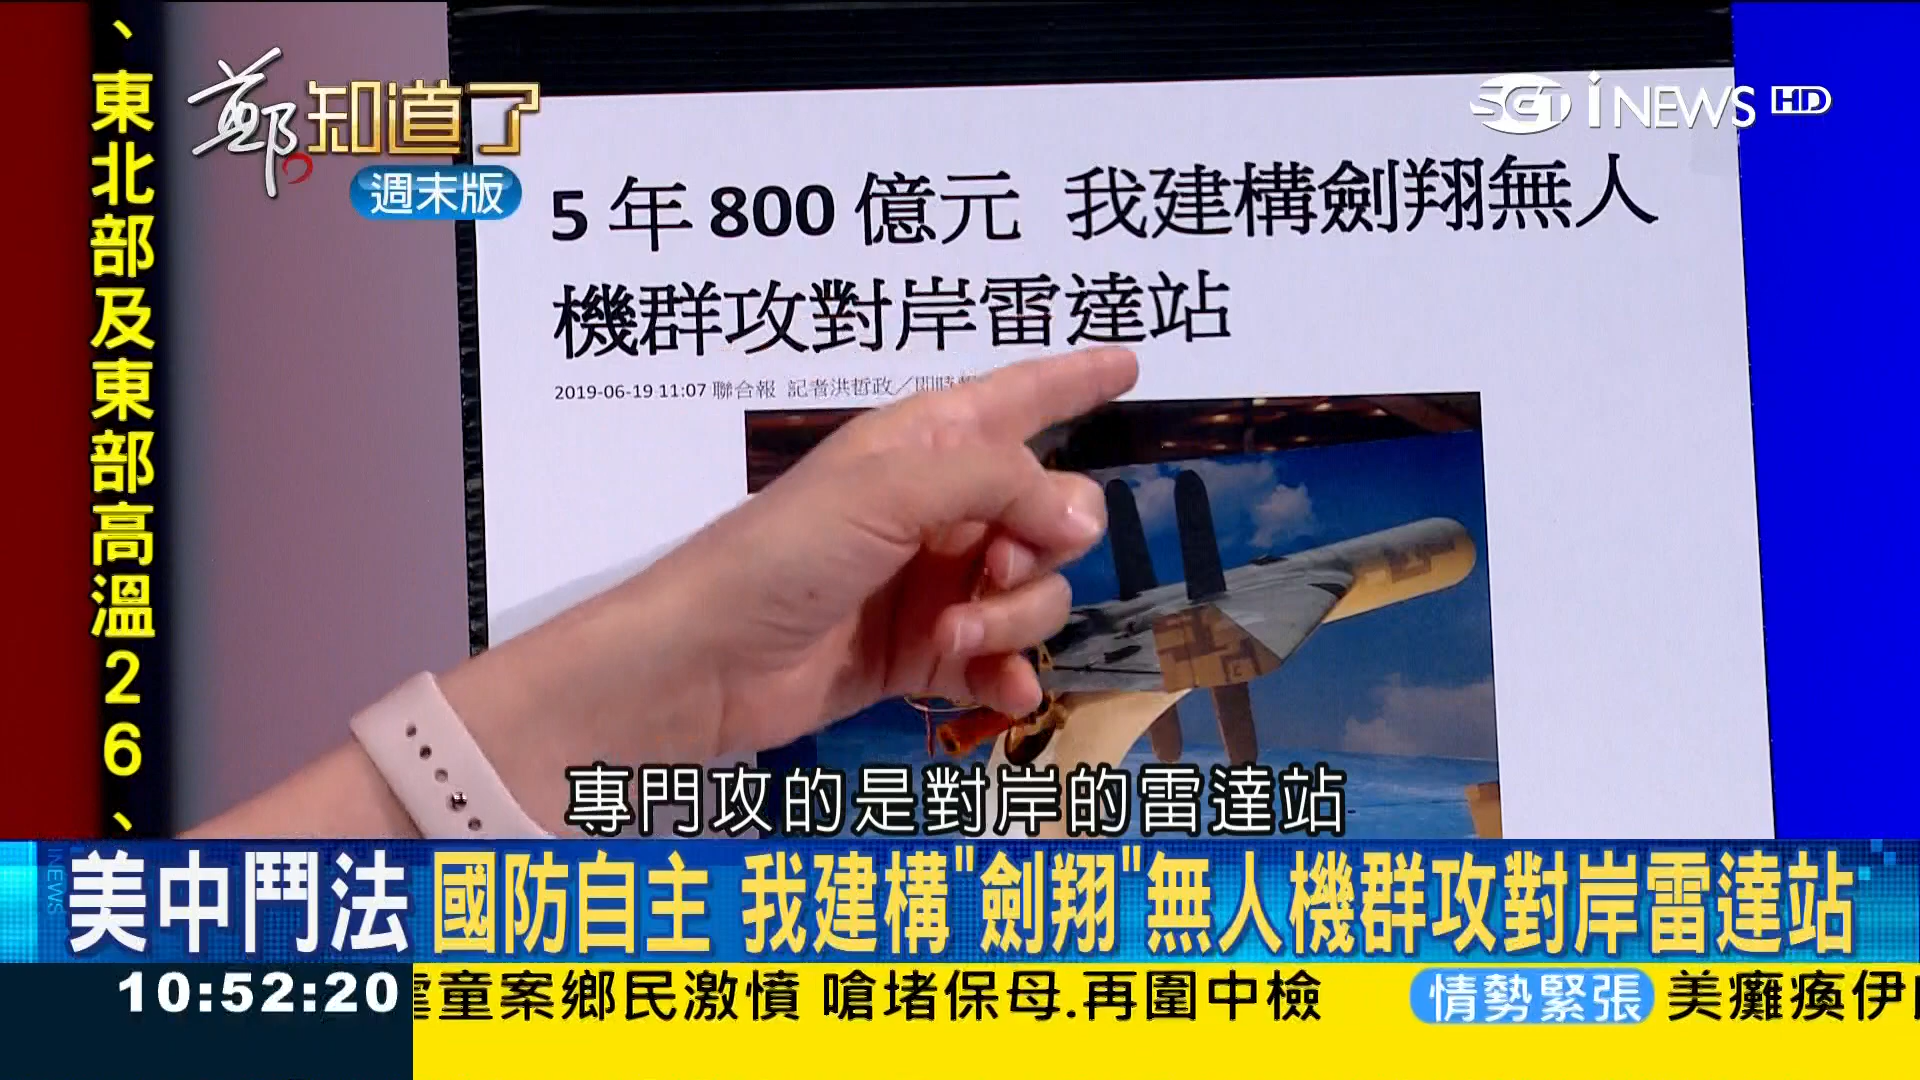 、東北部及東部高溫26、
鄭知道了
週末版
SET iNEWS HD
5 年 800 億元 我建構劍翔無人
機群攻對岸雷達站
2019-06-19 11:07 聯合報 記者洪哲政／即時
專門攻的是對岸的雷達站
iNEWS
美中鬥法 國防自主 我建構"劍翔"無人機群攻對岸雷達站
10:52:20
虐童案鄉民激憤 嗆堵保母.再圍中檢 情勢緊張 美癱瘓伊